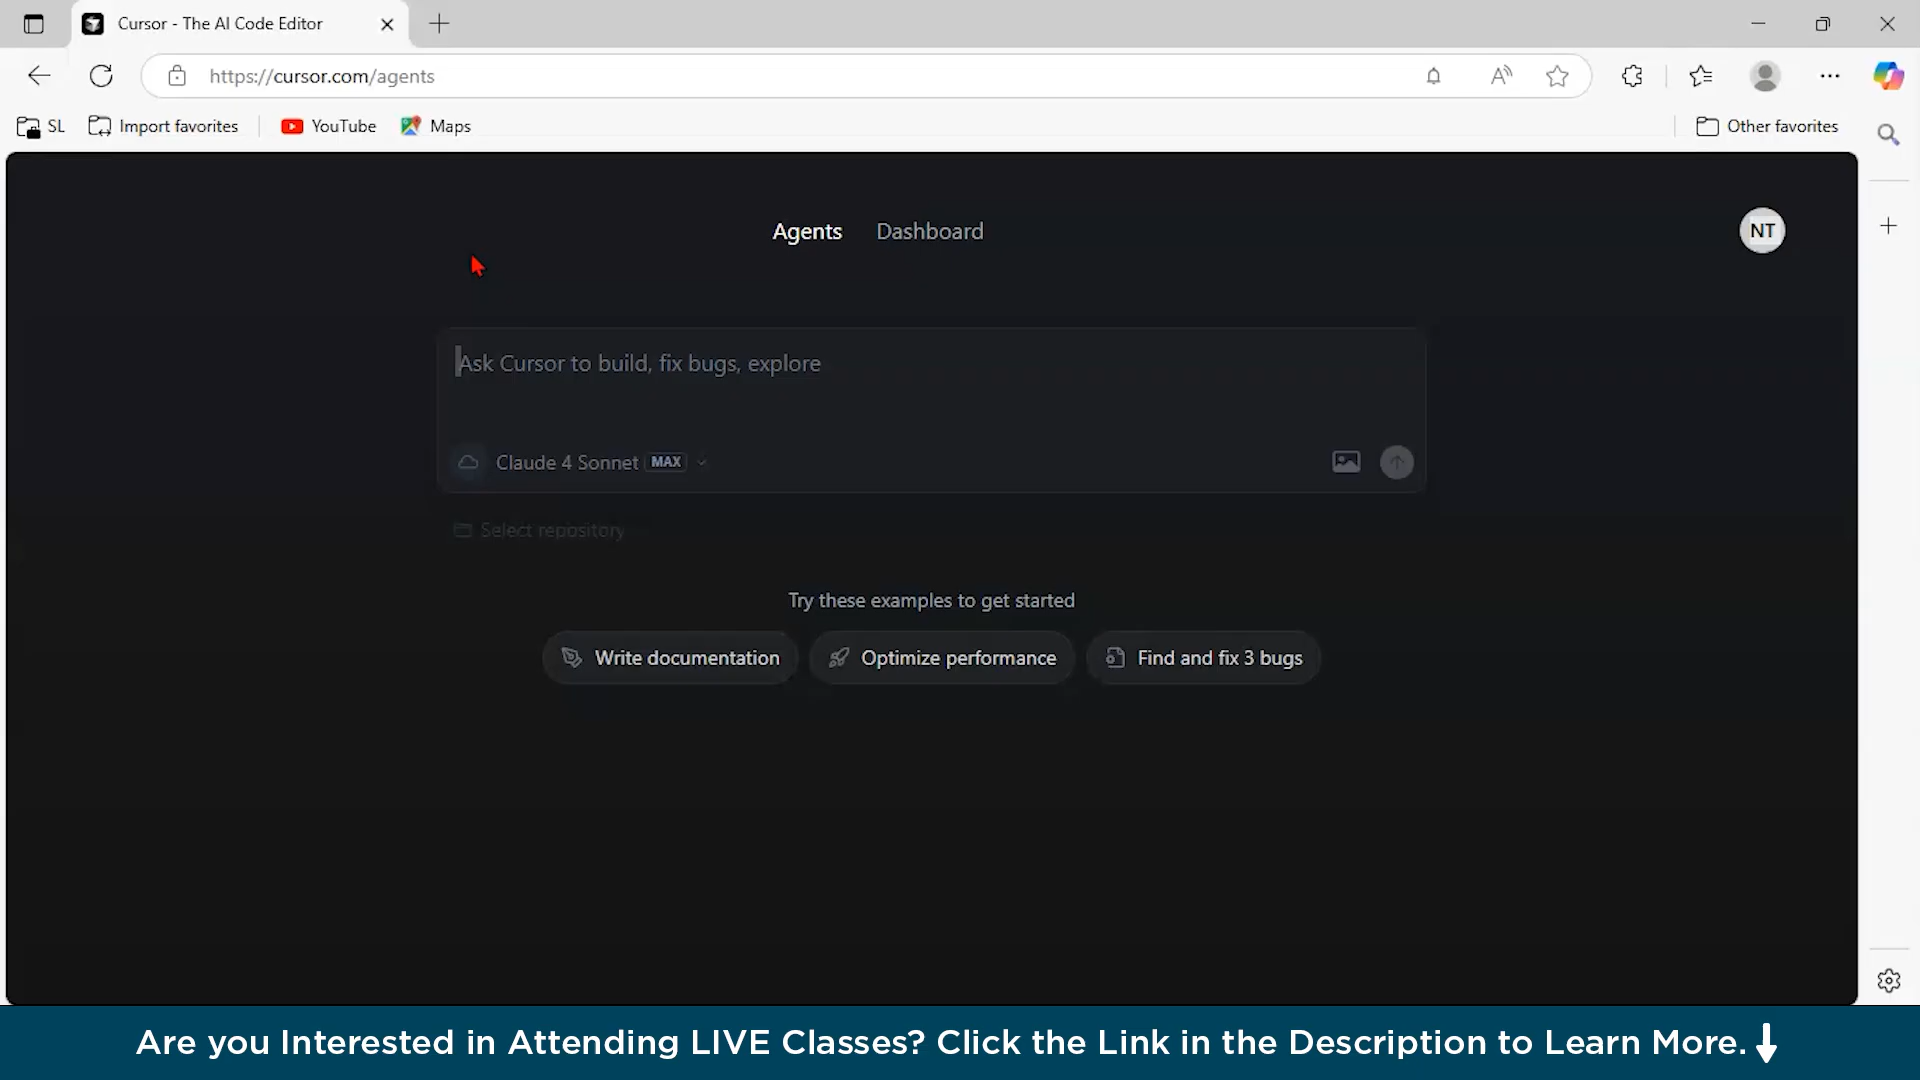 Cursor - The AI Code Editor
https://cursor.com/agents
SL
Import favorites
YouTube
Maps
Other favorites
Agents
Dashboard
NT
Ask Cursor to build, fix bugs, explore
Claude 4 Sonnet MAX
Select repository
Try these examples to get started
Write documentation
Optimize performance
Find and fix 3 bugs
Are you Interested in Attending LIVE Classes? Click the Link in the Description to Learn More.